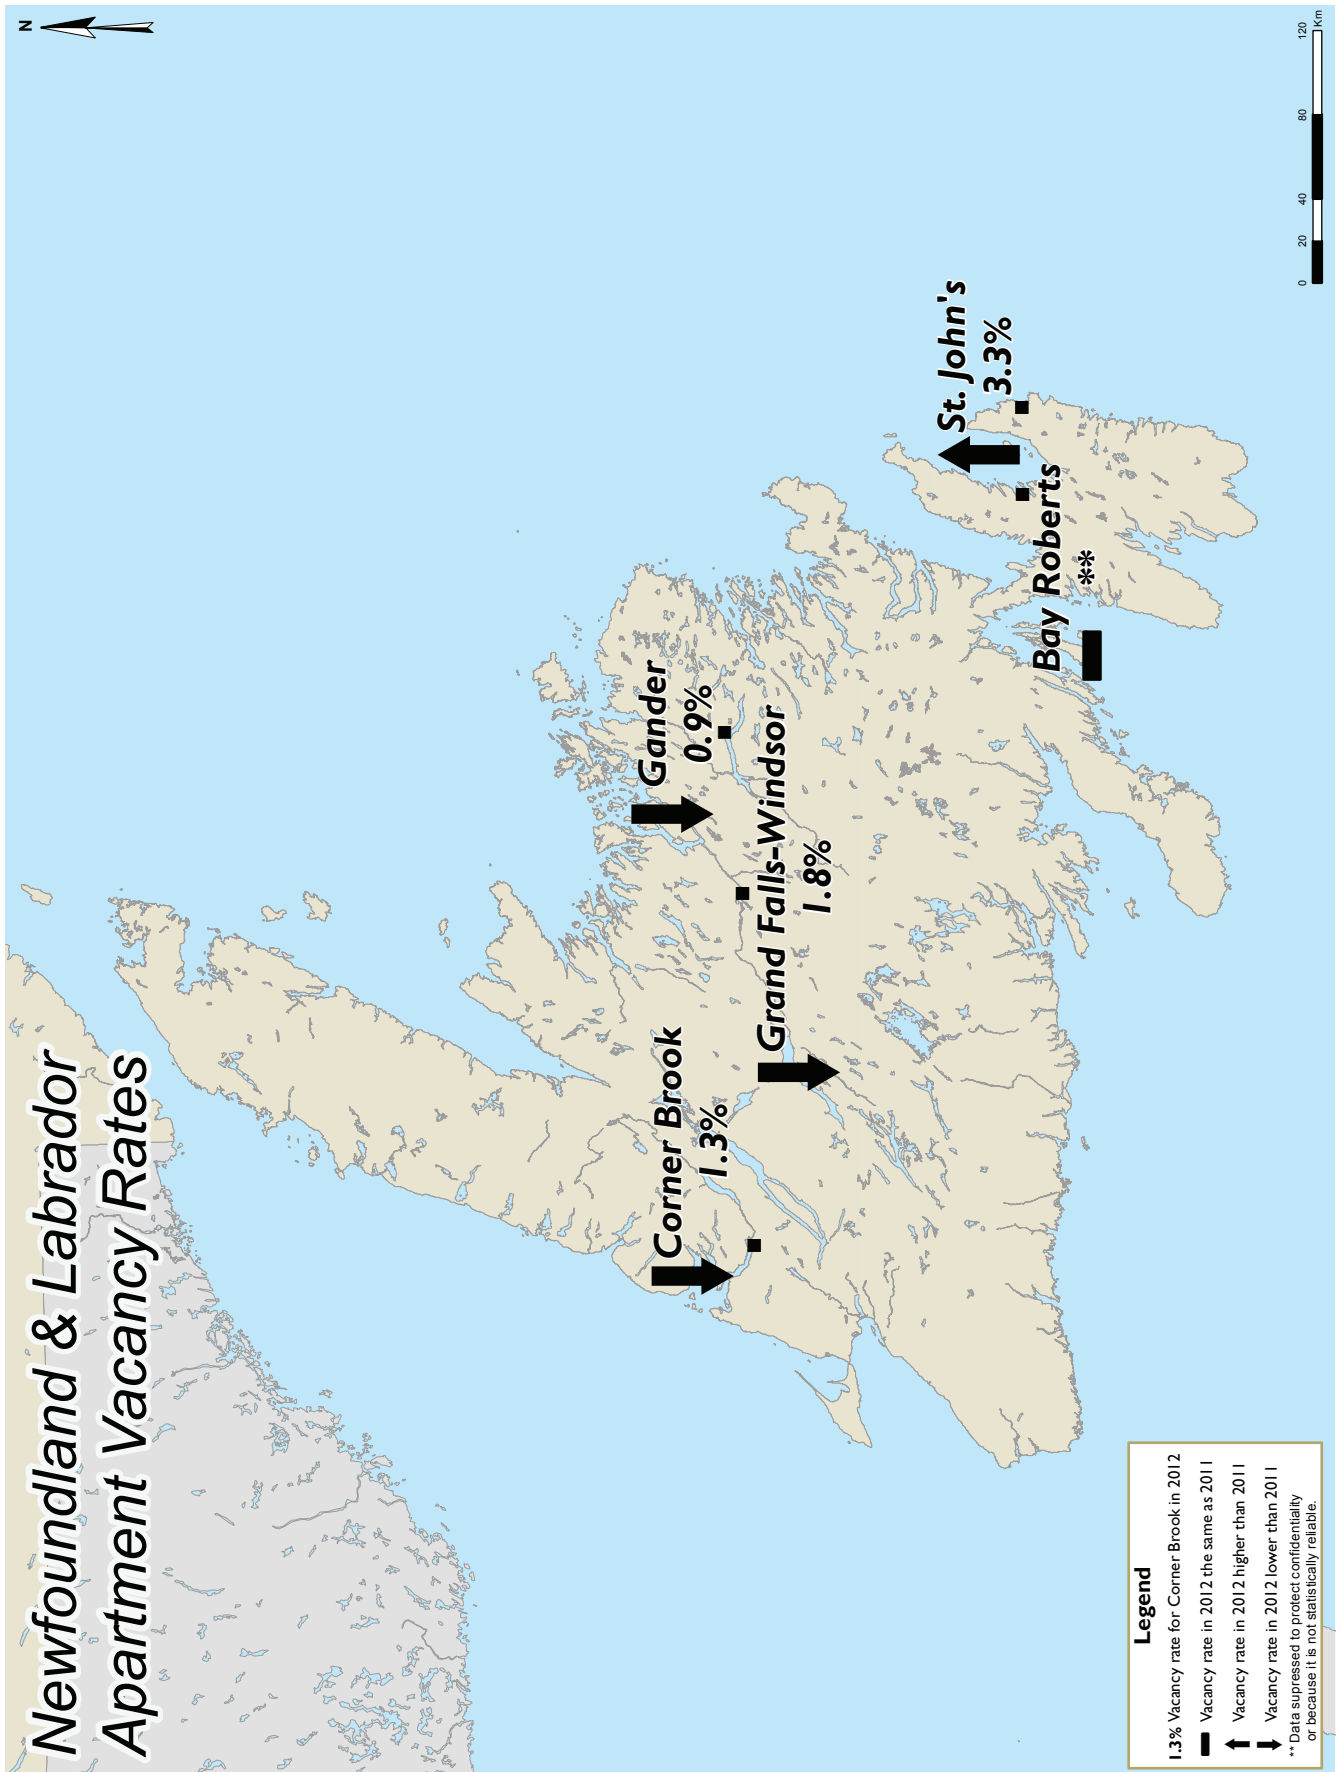 Newfoundland & Labrador
Apartment Vacancy Rates
N
Corner Brook
1.3%
Gander
0.9%
Grand Falls-Windsor
1.8%
St. John's
3.3%
Bay Roberts
**
Legend
1.3% Vacancy rate for Corner Brook in 2012
Vacancy rate in 2012 the same as 2011
Vacancy rate in 2012 higher than 2011
Vacancy rate in 2012 lower than 2011
** Data supressed to protect confidentiality
or because it is not statistically reliable.
0 20 40 80 120
Km